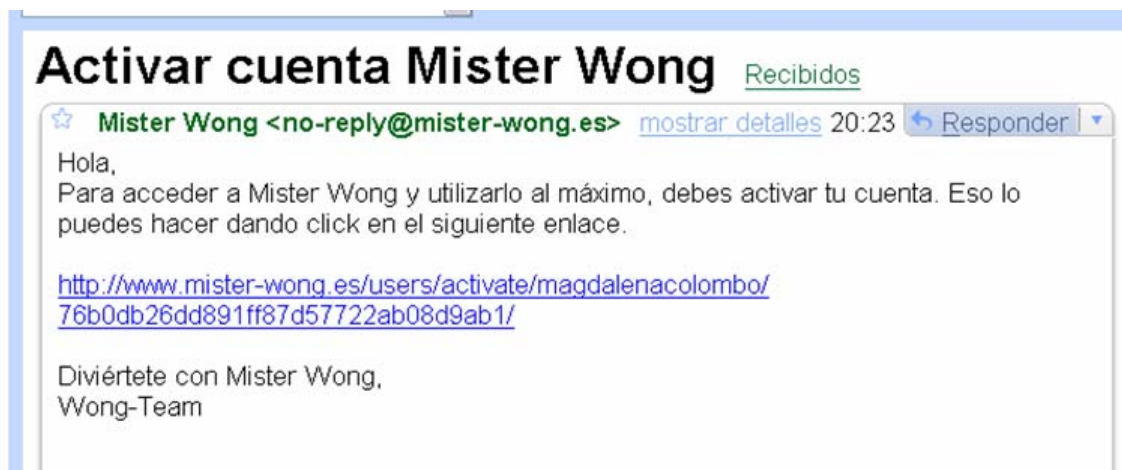 Activar cuenta Mister Wong Recibidos
Mister Wong <no-reply@mister-wong.es> mostrar detalles 20:23 Responder
Hola,
Para acceder a Mister Wong y utilizarlo al máximo, debes activar tu cuenta. Eso lo
puedes hacer dando click en el siguiente enlace.
http://www.mister-wong.es/users/activate/magdalenacolombo/
76b0db26dd891ff87d57722ab08d9ab1/
Diviértete con Mister Wong,
Wong-Team